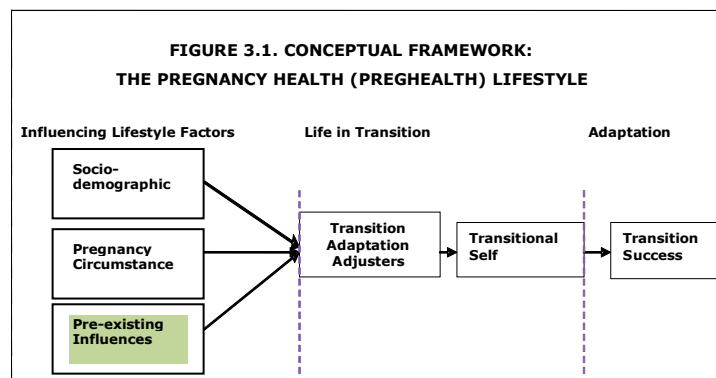 FIGURE 3.1. CONCEPTUAL FRAMEWORK:
THE PREGNANCY HEALTH (PREGHEALTH) LIFESTYLE
Influencing Lifestyle Factors
Life in Transition
Adaptation
Socio-
demographic
Pregnancy
Circumstance
Pre-existing
Influences
Transition
Adaptation
Adjusters
Transitional
Self
Transition
Success